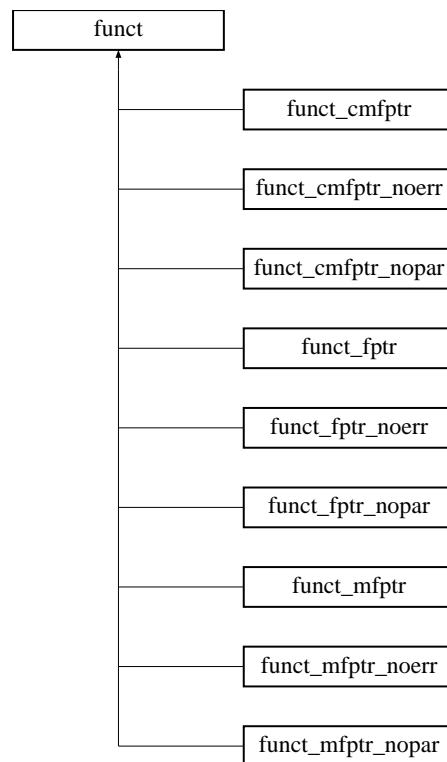 funct
funct_cmfptr
funct_cmfptr_noerr
funct_cmfptr_nopar
funct_fptr
funct_fptr_noerr
funct_fptr_nopar
funct_mfptr
funct_mfptr_noerr
funct_mfptr_nopar